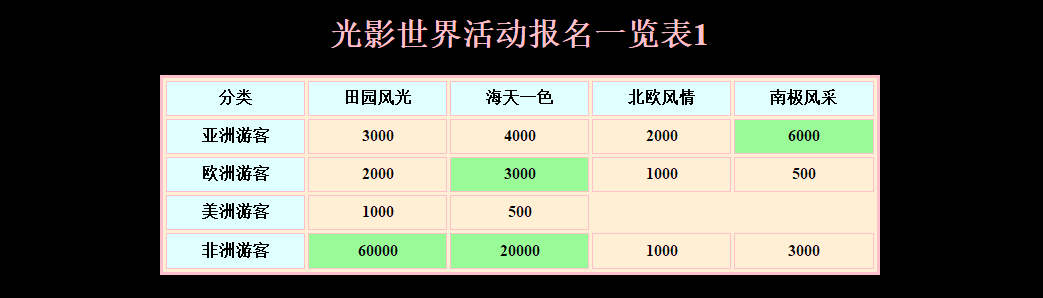 光影世界活动报名一览表1
分类 田园风光 海天一色 北欧风情 南极风采
亚洲游客 3000 4000 2000 6000
欧洲游客 2000 3000 1000 500
美洲游客 1000 500
非洲游客 60000 20000 1000 3000